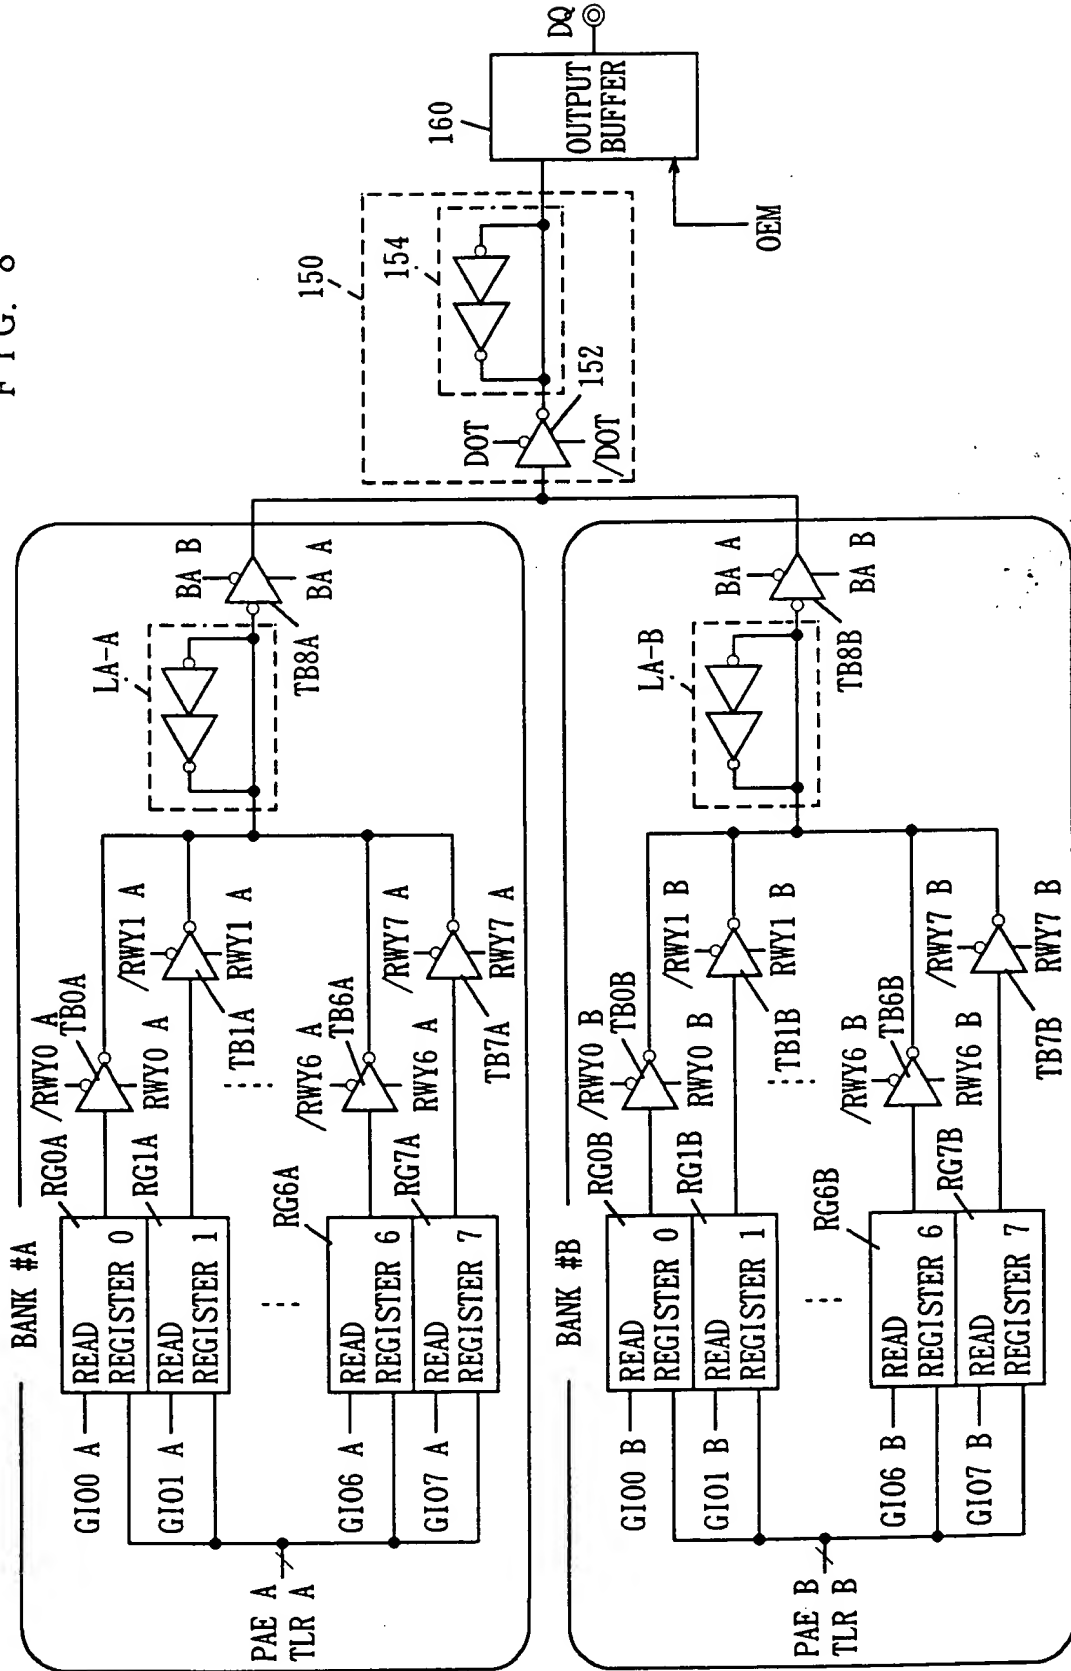 FIG. 8
BANK #A
GIO0 A
GIO1 A
GIO6 A
GIO7 A
PAE A
TLR A
READ
REGISTER 0
READ
REGISTER 1
READ
REGISTER 6
READ
REGISTER 7
RG0A
RG1A
RG6A
RG7A
/RWY0 A
TB0A
RWY0 A
/RWY1 A
TB1A
RWY1 A
/RWY6 A
TB6A
RWY6 A
/RWY7 A
TB7A
RWY7 A
LA-A
BA B
BA A
TB8A
BANK #B
GIO0 B
GIO1 B
GIO6 B
GIO7 B
PAE B
TLR B
READ
REGISTER 0
READ
REGISTER 1
READ
REGISTER 6
READ
REGISTER 7
RG0B
RG1B
RG6B
RG7B
/RWY0 B
TB0B
RWY0 B
/RWY1 B
TB1B
RWY1 B
/RWY6 B
TB6B
RWY6 B
/RWY7 B
TB7B
RWY7 B
LA-B
BA A
BA B
TB8B
150
154
DOT
152
/DOT
160
OUTPUT
BUFFER
OEM
DQ